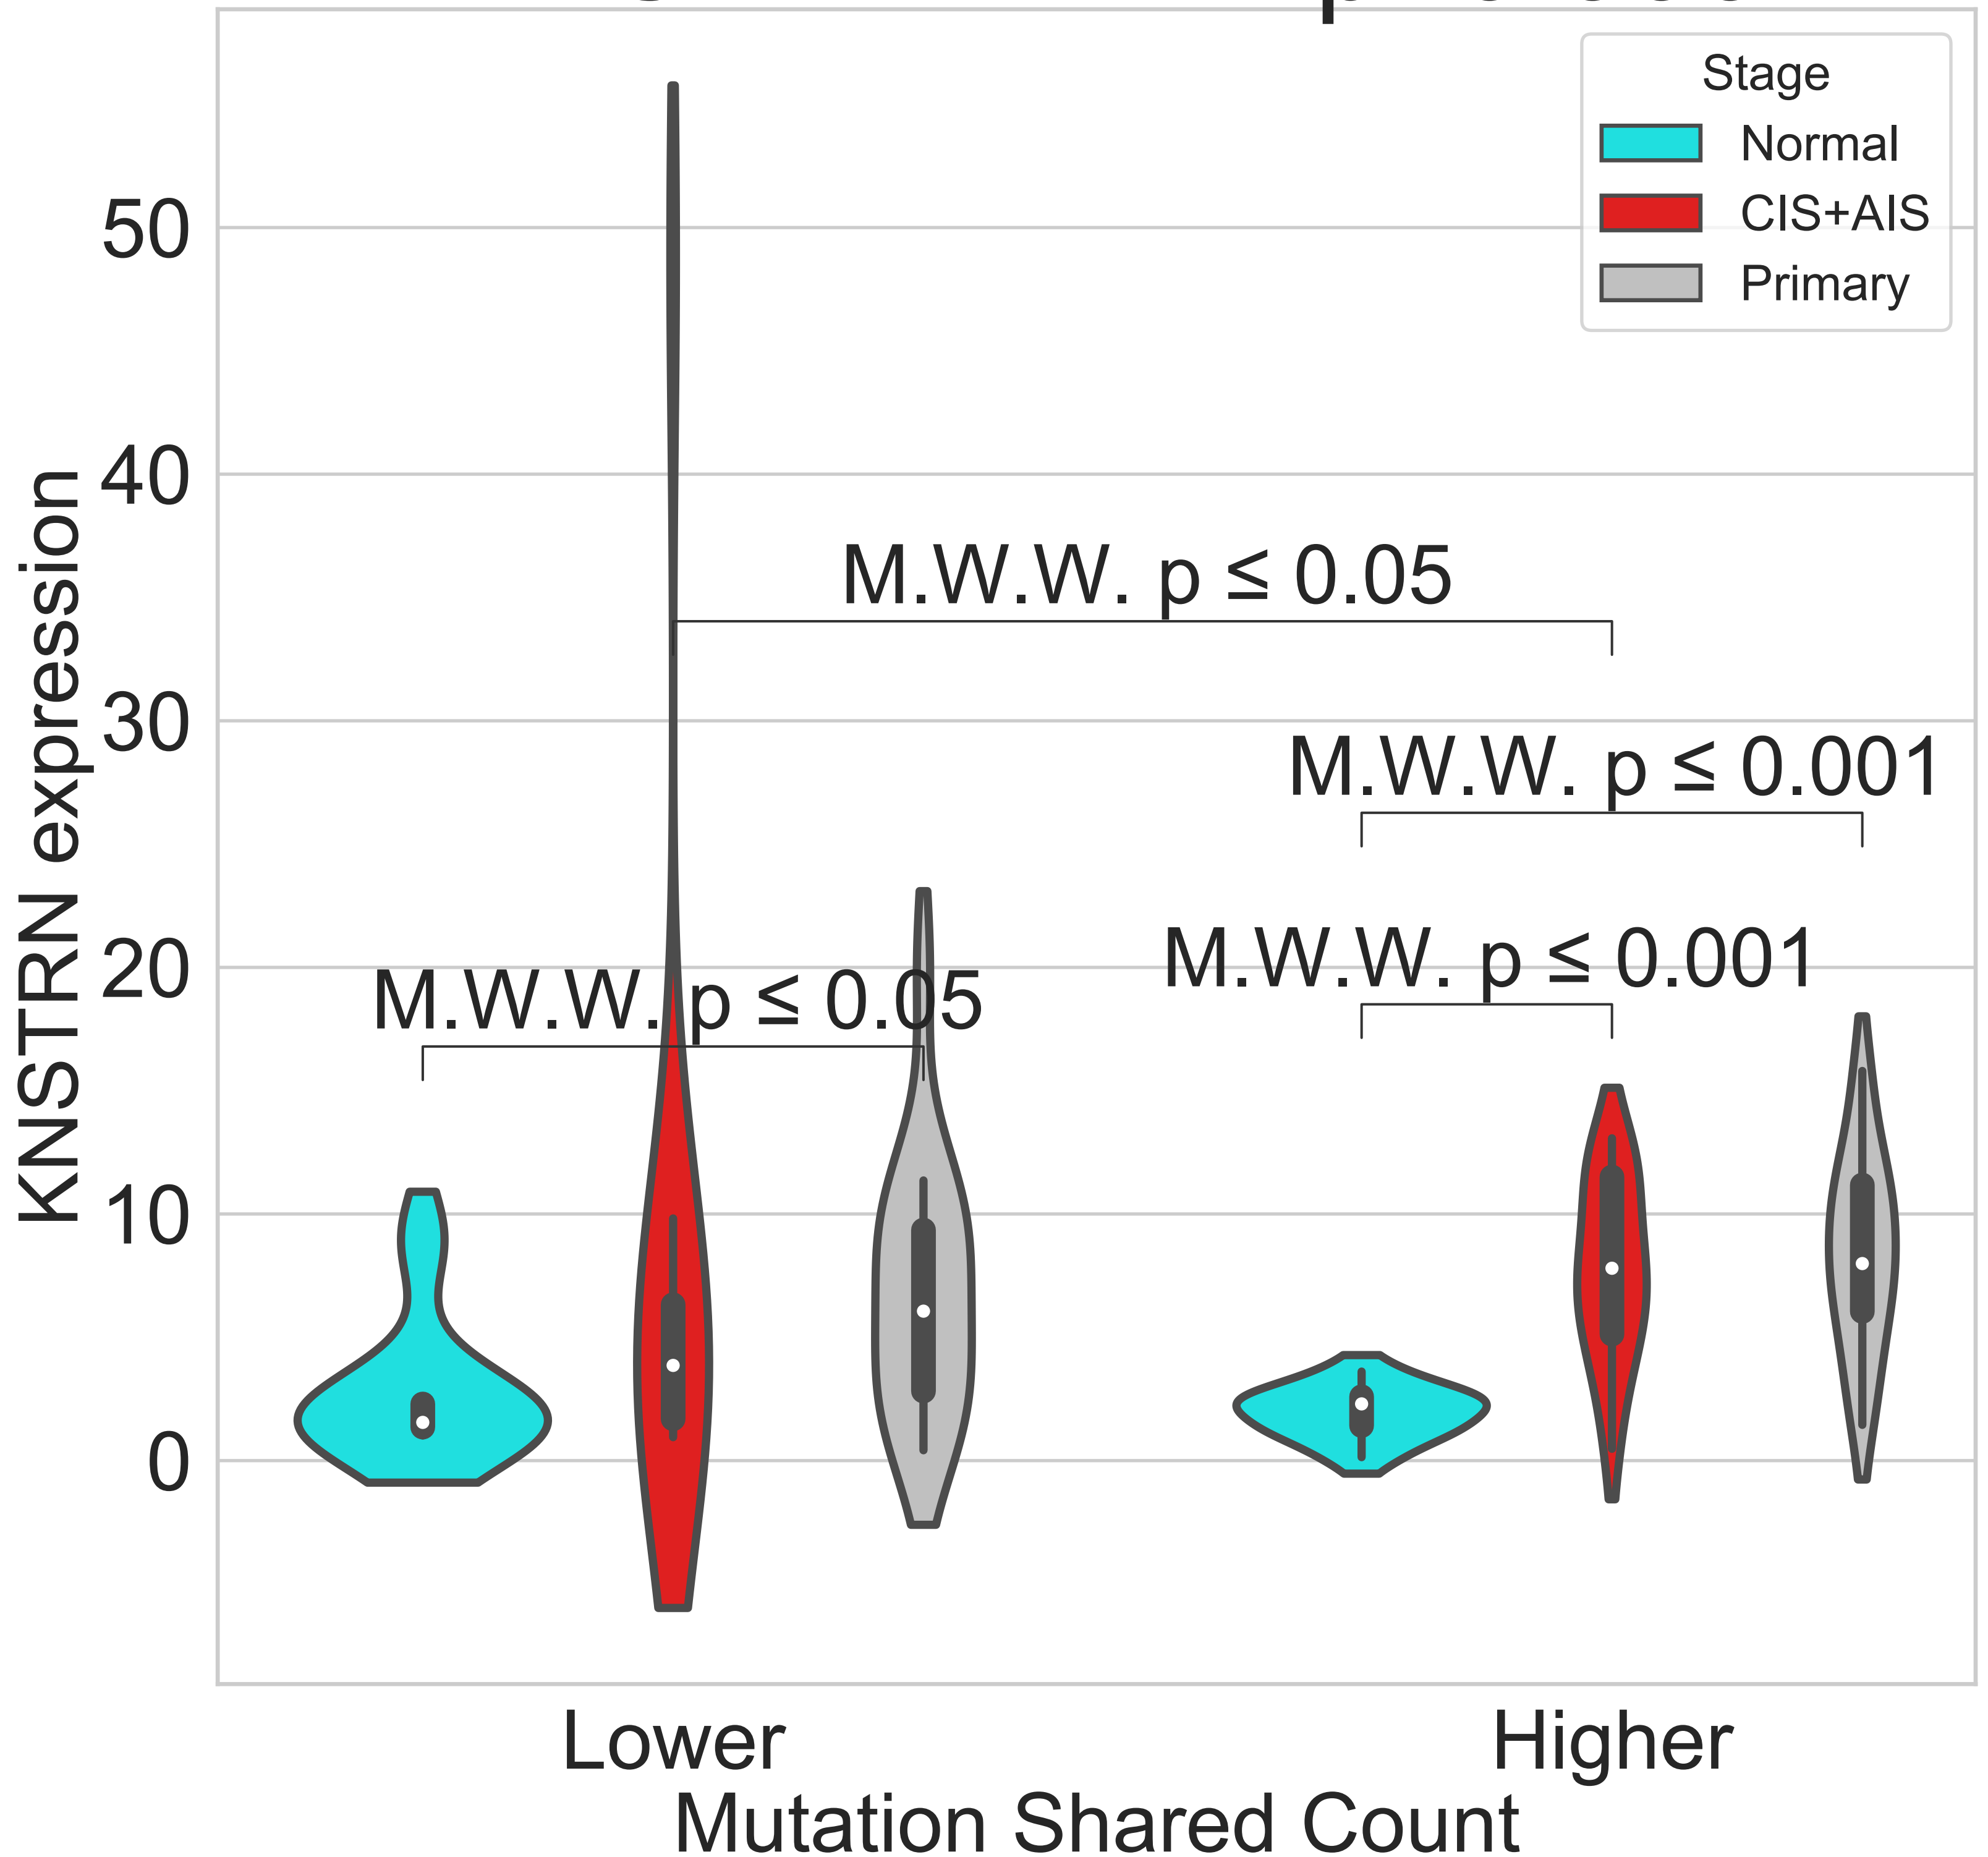 Stage
Normal
CIS+AIS
Primary
50
40
30
20
10
0
KNSTRN expression
M.W.W. p ≤ 0.05
M.W.W. p ≤ 0.001
M.W.W. p ≤ 0.001
M.W.W. p ≤ 0.05
Lower
Higher
Mutation Shared Count